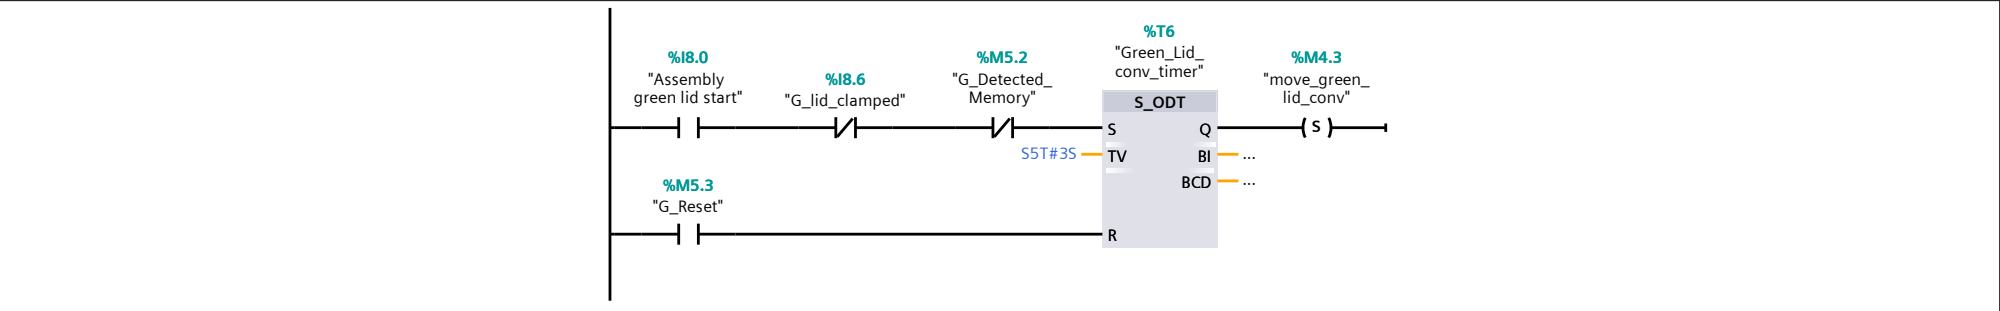 %T6
"Green_Lid_
conv_timer"
%I8.0
"Assembly
green lid start"
%I8.6
"G_lid_clamped"
%M5.2
"G_Detected_
Memory"
%M4.3
"move_green_
lid_conv"
S_ODT
S Q
S
S5T#3S TV BI ...
BCD ...
%M5.3
"G_Reset"
R